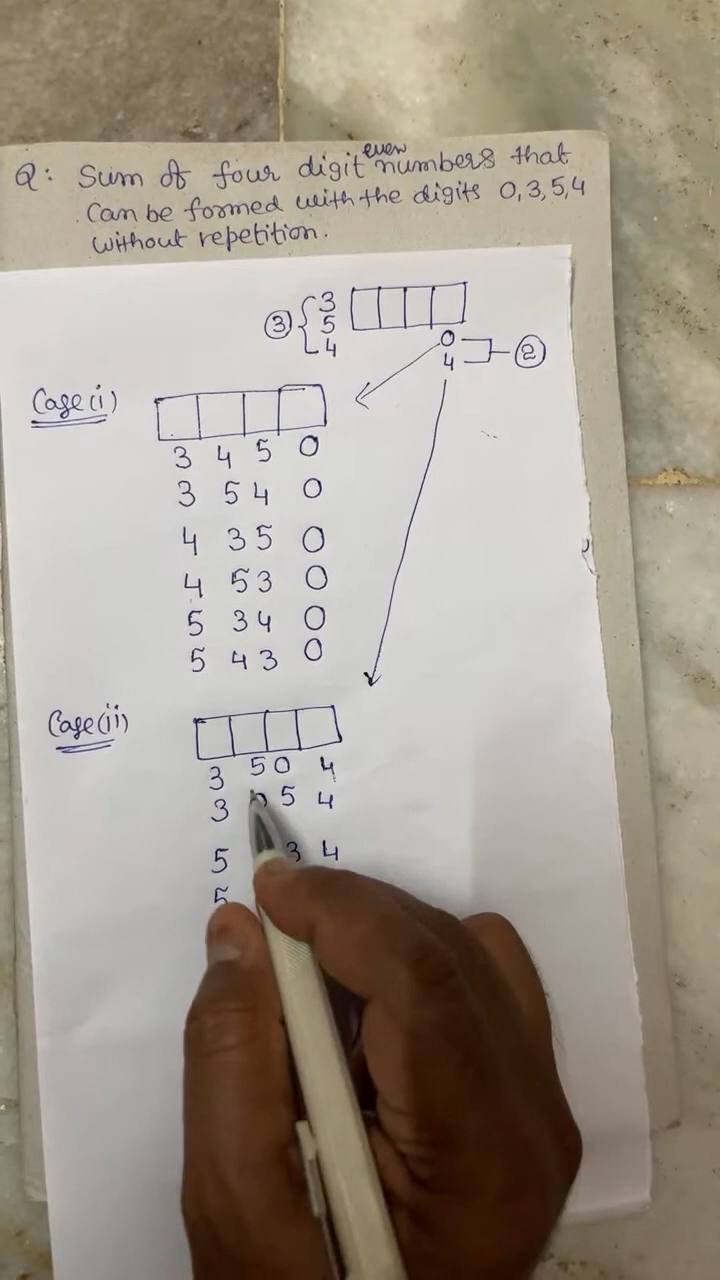 Q: Sum of four digit even numbers that
can be formed with the digits 0,3,5,4
without repetition.
3 { 3
5
4
0
4
2
Case(i)
3 4 5 0
3 5 4 0
4 3 5 0
4 5 3 0
5 3 4 0
5 4 3 0
Case(ii)
3 5 0 4
3 0 5 4
5 3 4
5